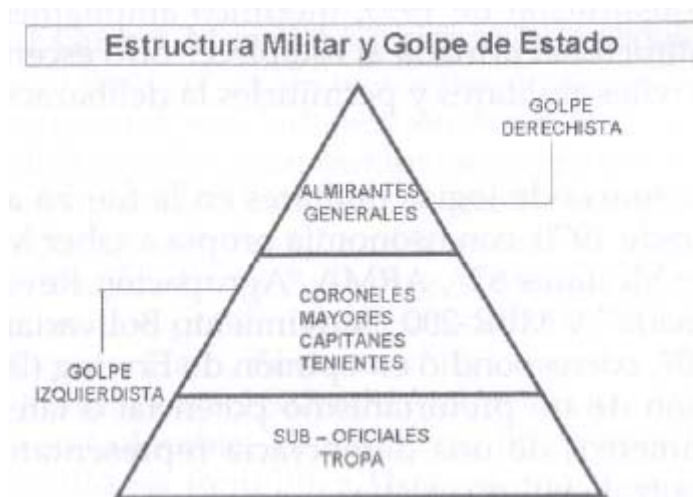 Estructura Militar y Golpe de Estado
GOLPE
DERECHISTA
ALMIRANTES
GENERALES
CORONELES
MAYORES
CAPITANES
TENIENTES
GOLPE
IZQUIERDISTA
SUB - OFICIALES
TROPA